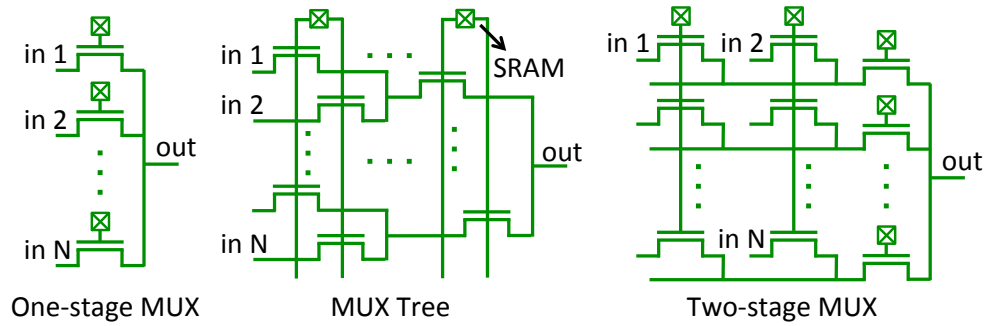 in 1
in 2
out
in N
One-stage MUX
in 1
in 2
SRAM
out
in N
MUX Tree
in 1
in 2
out
in N
Two-stage MUX